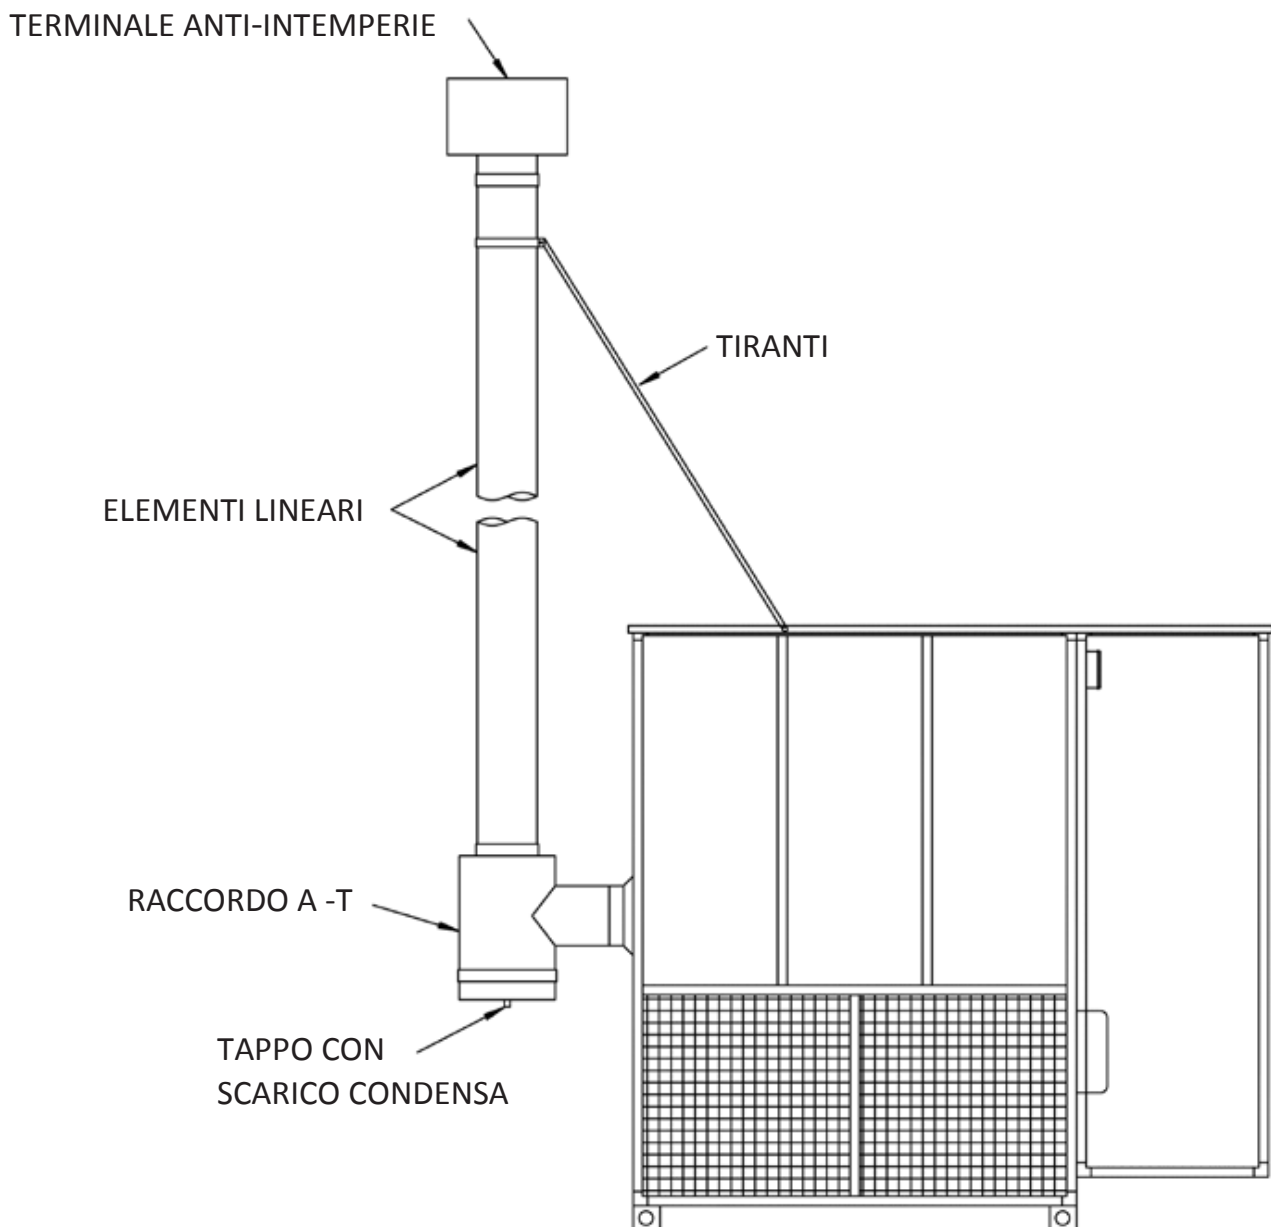 TERMINALE ANTI-INTEMPERIE
TIRANTI
ELEMENTI LINEARI
RACCORDO A -T
TAPPO CON
SCARICO CONDENSA